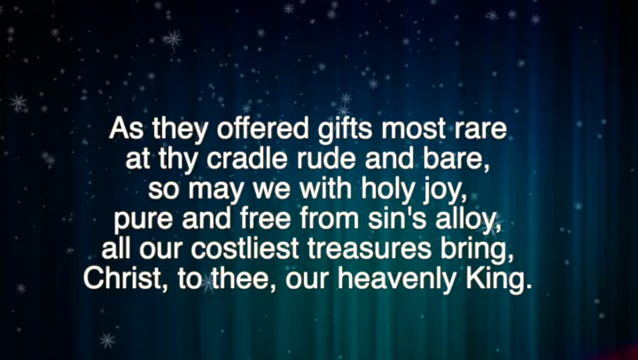 As they offered gifts most rare
at thy cradle rude and bare,
so may we with holy joy,
pure and free from sin's alloy,
all our costliest treasures bring,
Christ, to thee, our heavenly King.